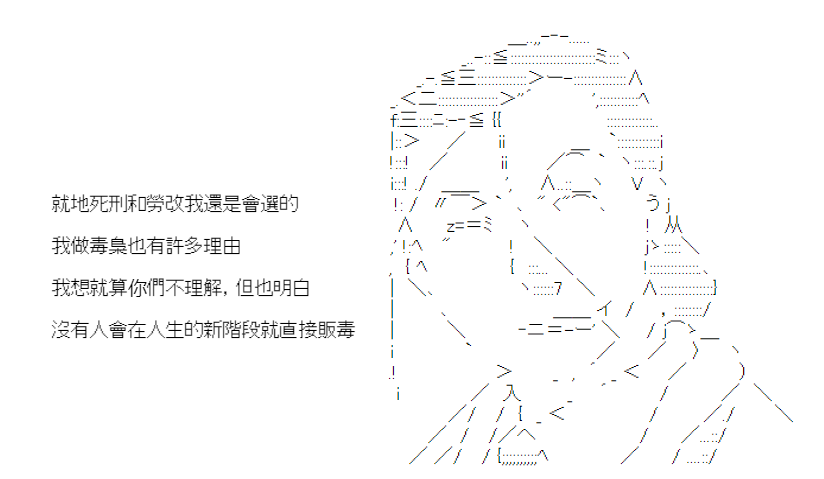 就地死刑和勞改我還是會選的
我做毒梟也有許多理由
我想就算你們不理解，但也明白
沒有人會在人生的新階段就直接販毒